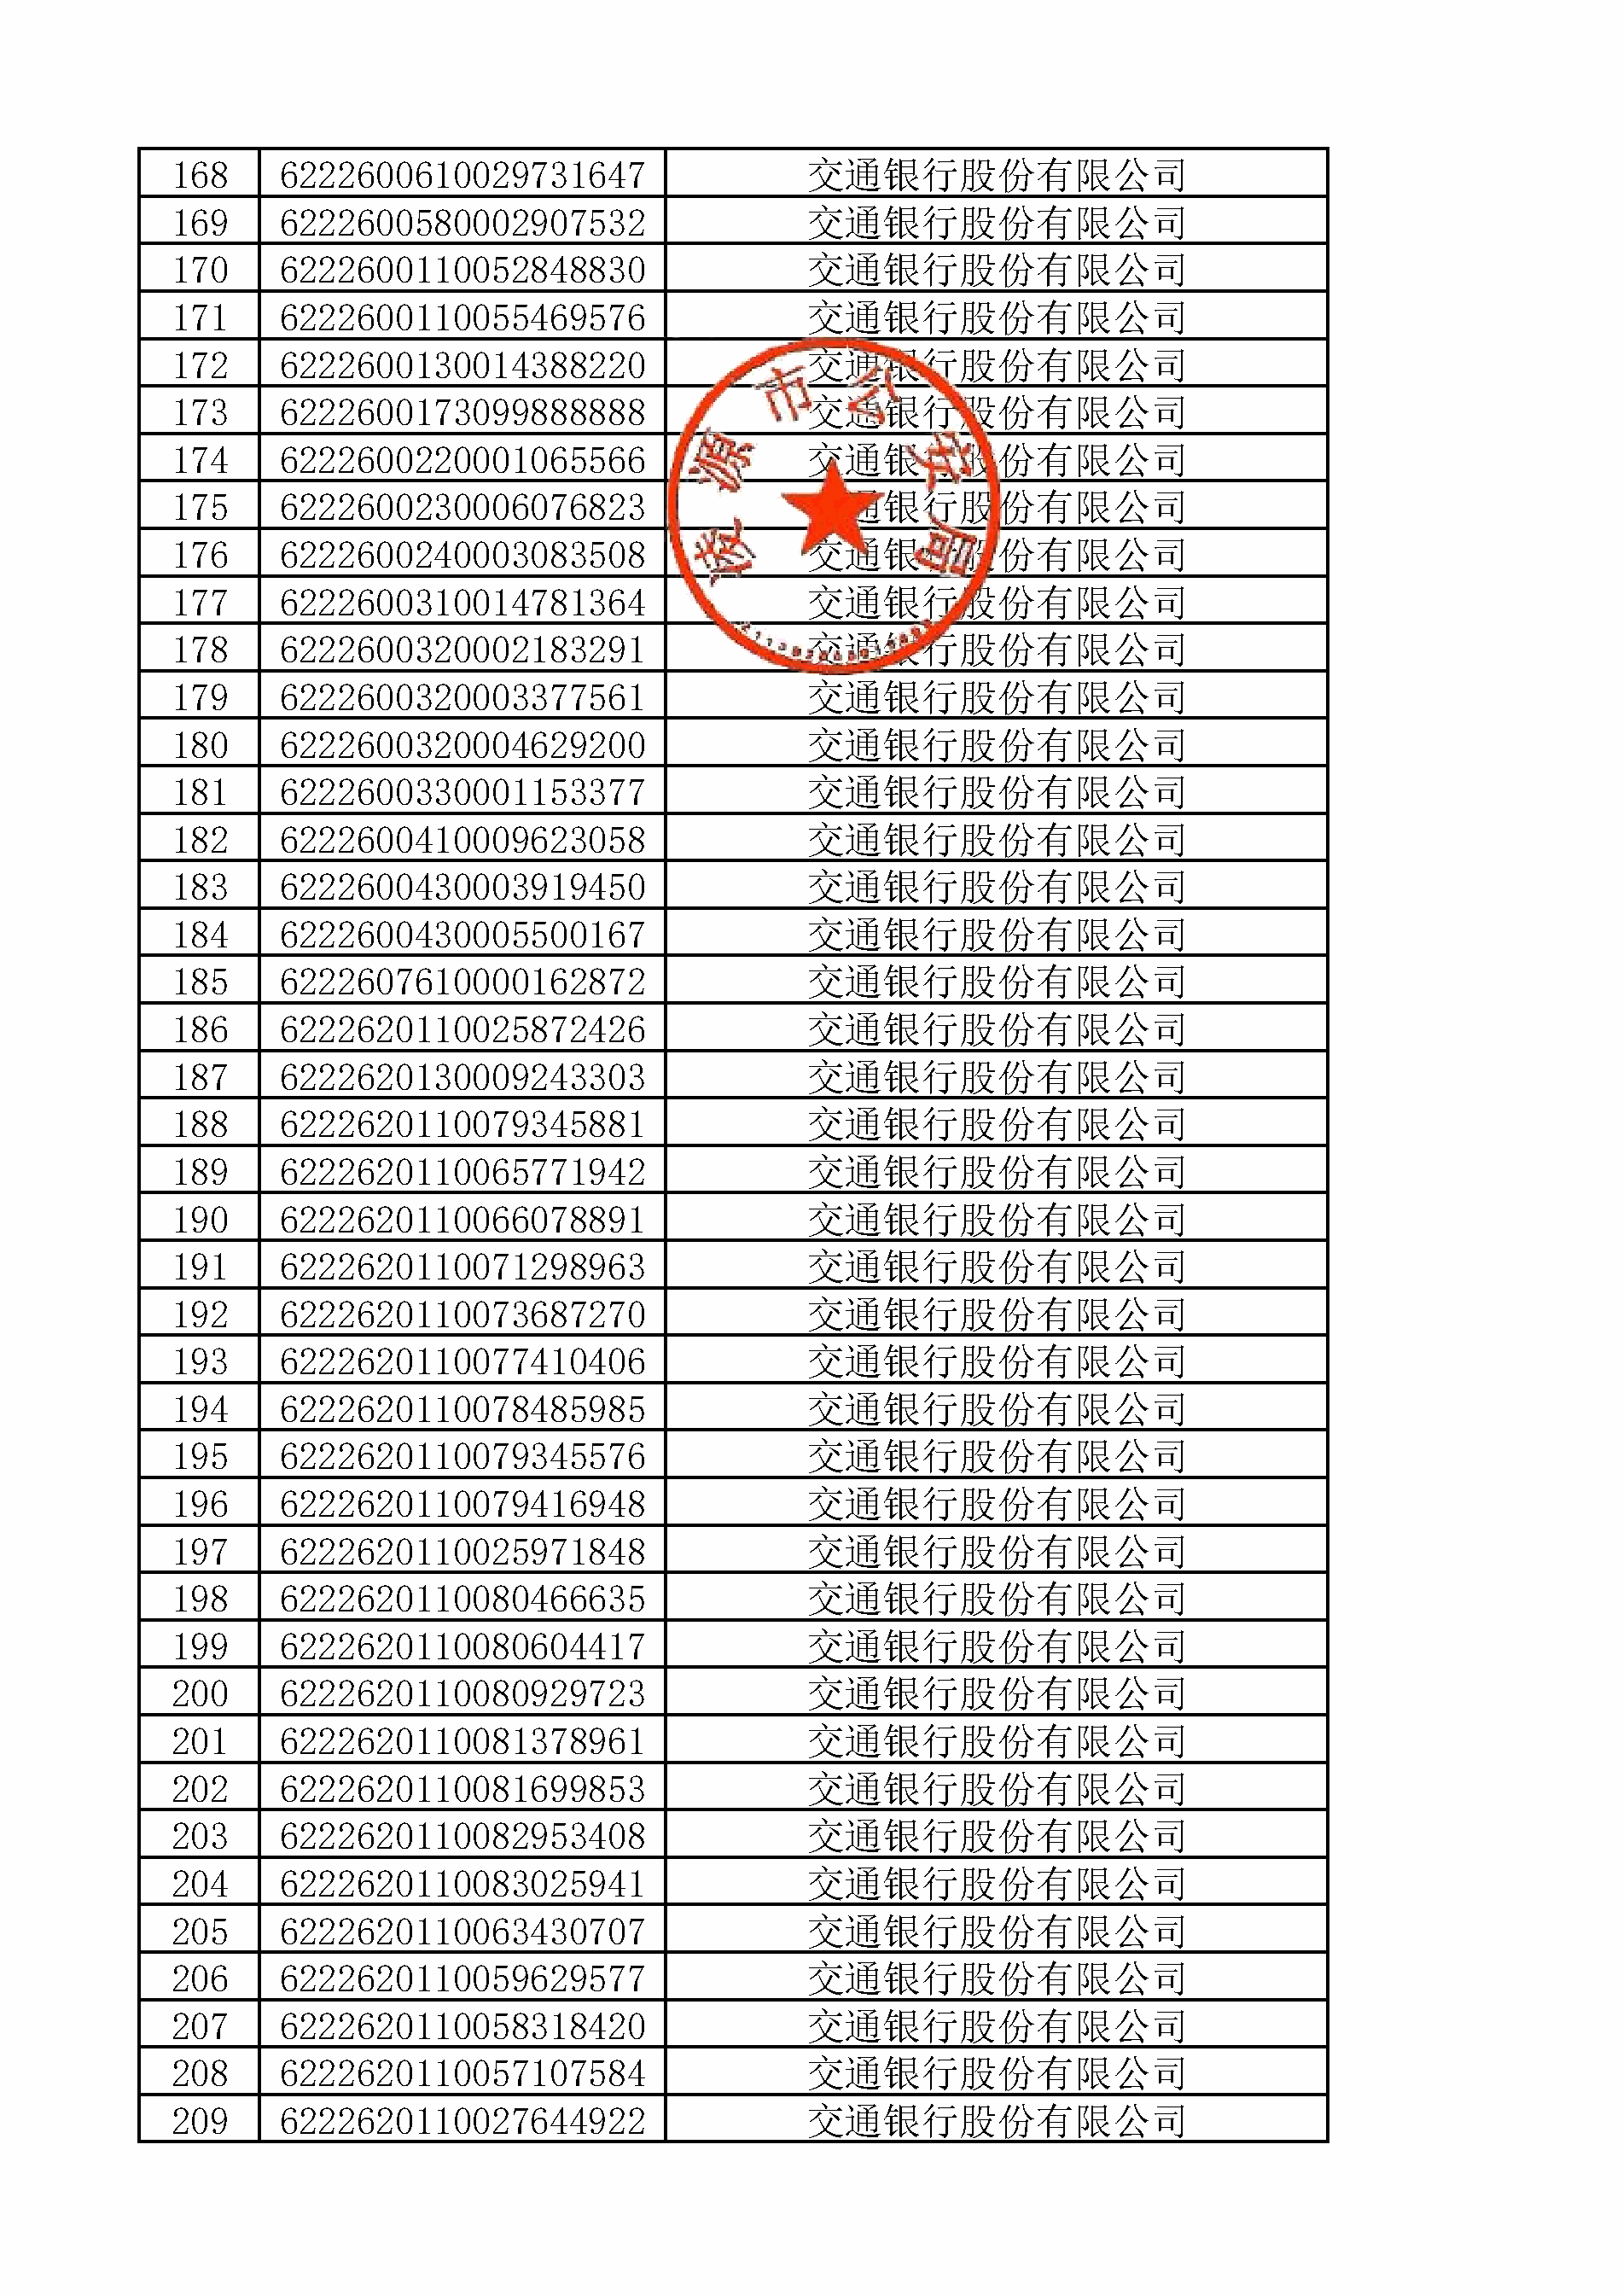 168 6222600610029731647 交通银行股份有限公司
169 6222600580002907532 交通银行股份有限公司
170 6222600110052848830 交通银行股份有限公司
171 6222600110055469576 交通银行股份有限公司
172 6222600130014388220 交通银行股份有限公司
173 6222600173099888888 交通银行股份有限公司
174 6222600220001065566 交通银行股份有限公司
175 6222600230006076823 交通银行股份有限公司
176 6222600240003083508 交通银行股份有限公司
177 6222600310014781364 交通银行股份有限公司
178 6222600320002183291 交通银行股份有限公司
179 6222600320003377561 交通银行股份有限公司
180 6222600320004629200 交通银行股份有限公司
181 6222600330001153377 交通银行股份有限公司
182 6222600410009623058 交通银行股份有限公司
183 6222600430003919450 交通银行股份有限公司
184 6222600430005500167 交通银行股份有限公司
185 6222607610000162872 交通银行股份有限公司
186 6222620110025872426 交通银行股份有限公司
187 6222620130009243303 交通银行股份有限公司
188 6222620110079345881 交通银行股份有限公司
189 6222620110065771942 交通银行股份有限公司
190 6222620110066078891 交通银行股份有限公司
191 6222620110071298963 交通银行股份有限公司
192 6222620110073687270 交通银行股份有限公司
193 6222620110077410406 交通银行股份有限公司
194 6222620110078485985 交通银行股份有限公司
195 6222620110079345576 交通银行股份有限公司
196 6222620110079416948 交通银行股份有限公司
197 6222620110025971848 交通银行股份有限公司
198 6222620110080466635 交通银行股份有限公司
199 6222620110080604417 交通银行股份有限公司
200 6222620110080929723 交通银行股份有限公司
201 6222620110081378961 交通银行股份有限公司
202 6222620110081699853 交通银行股份有限公司
203 6222620110082953408 交通银行股份有限公司
204 6222620110083025941 交通银行股份有限公司
205 6222620110063430707 交通银行股份有限公司
206 6222620110059629577 交通银行股份有限公司
207 6222620110058318420 交通银行股份有限公司
208 6222620110057107584 交通银行股份有限公司
209 6222620110027644922 交通银行股份有限公司
凌源市公安局